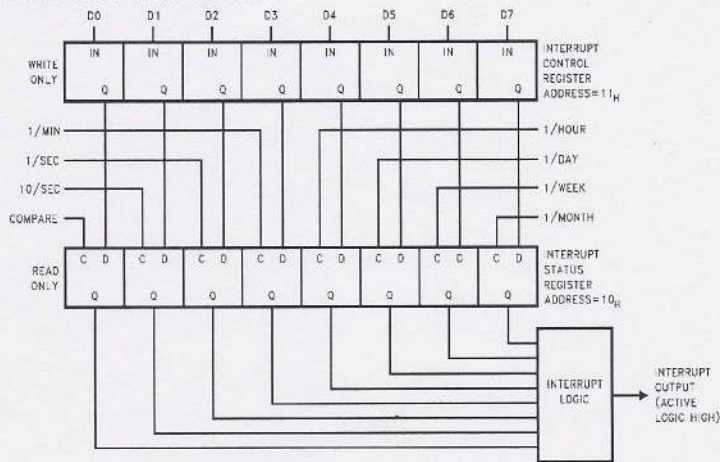 D0 D1 D2 D3 D4 D5 D6 D7
IN IN IN IN IN IN IN IN
Q Q Q Q Q Q Q Q
WRITE
ONLY
INTERRUPT
CONTROL
REGISTER
ADDRESS=11H
1/MIN
1/SEC
10/SEC
COMPARE
1/HOUR
1/DAY
1/WEEK
1/MONTH
READ
ONLY
C D C D C D C D C D C D C D C D
Q Q Q Q Q Q Q Q
INTERRUPT
STATUS
REGISTER
ADDRESS=10H
INTERRUPT
LOGIC
INTERRUPT
OUTPUT
(ACTIVE
LOGIC HIGH)